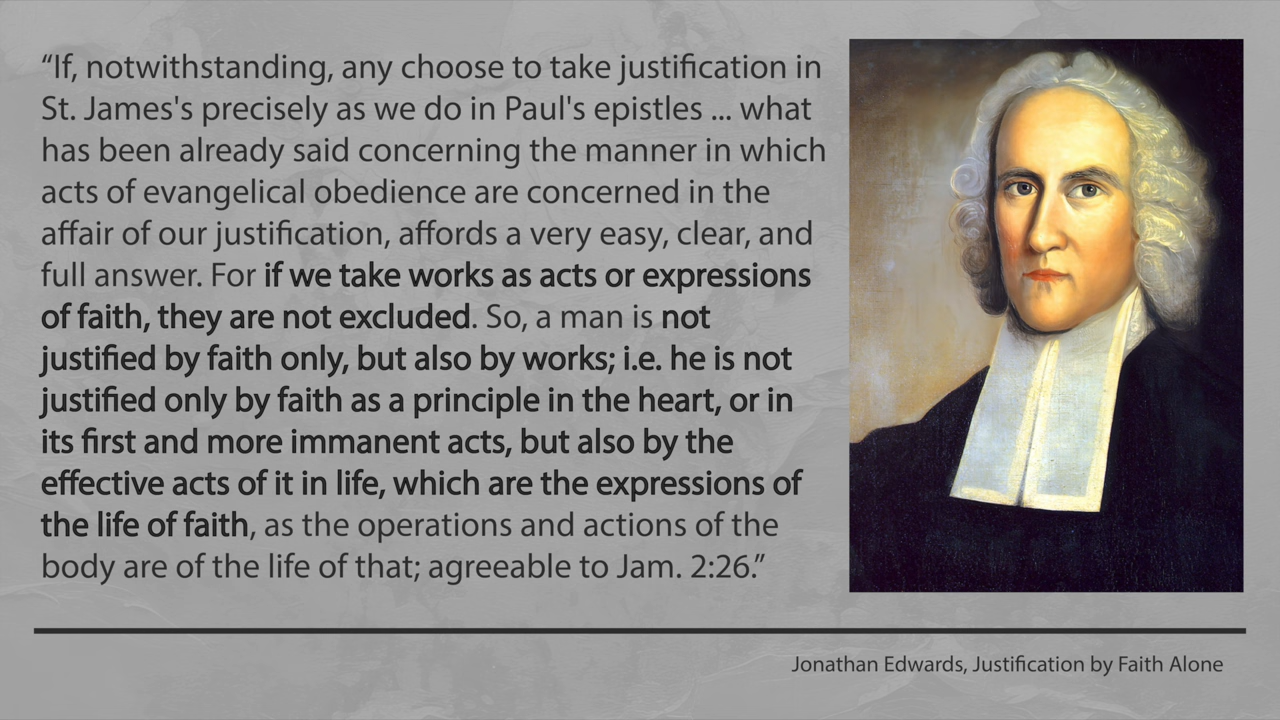 “If, notwithstanding, any choose to take justification in
St. James's precisely as we do in Paul's epistles ... what
has been already said concerning the manner in which
acts of evangelical obedience are concerned in the
affair of our justification, affords a very easy, clear, and
full answer. For if we take works as acts or expressions
of faith, they are not excluded. So, a man is not
justified by faith only, but also by works; i.e. he is not
justified only by faith as a principle in the heart, or in
its first and more immanent acts, but also by the
effective acts of it in life, which are the expressions of
the life of faith, as the operations and actions of the
body are of the life of that; agreeable to Jam. 2:26.”
Jonathan Edwards, Justification by Faith Alone